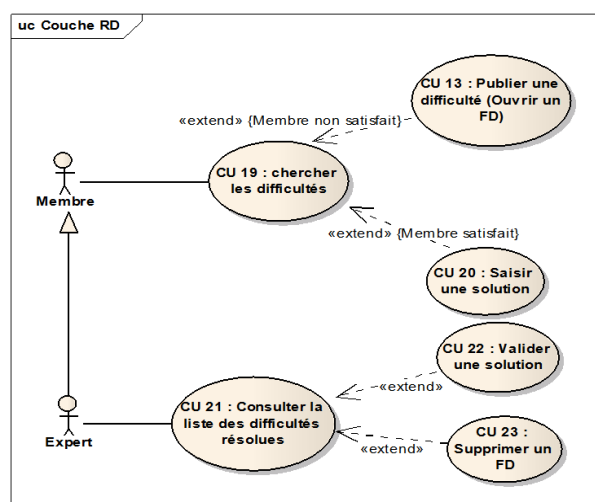 uc Couche RD
CU 13 : Publier une
difficulté (Ouvrir un
FD)
«extend» {Membre non satisfait}
CU 19 : chercher
les difficultés
Membre
«extend» {Membre satisfait}
CU 20 : Saisir
une solution
CU 22 : Valider
une solution
«extend»
CU 21 : Consulter la
liste des difficultés
résolues
Expert
«extend»
CU 23 :
Supprimer un
FD